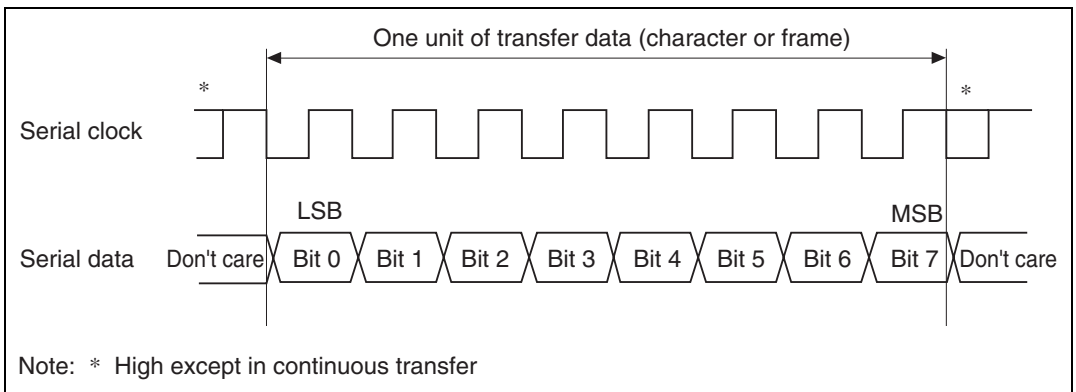 One unit of transfer data (character or frame)
* *
Serial clock
LSB MSB
Serial data Don't care Bit 0 Bit 1 Bit 2 Bit 3 Bit 4 Bit 5 Bit 6 Bit 7 Don't care
Note: * High except in continuous transfer